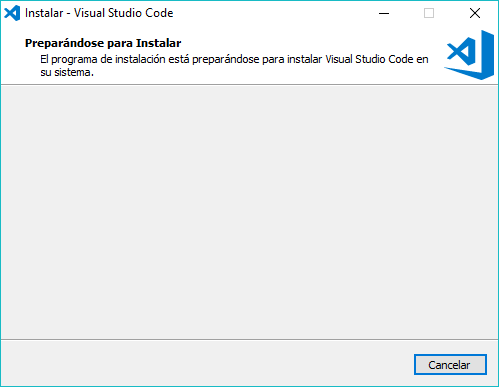 Instalar - Visual Studio Code
Preparándose para Instalar
El programa de instalación está preparándose para instalar Visual Studio Code en
su sistema.
Cancelar